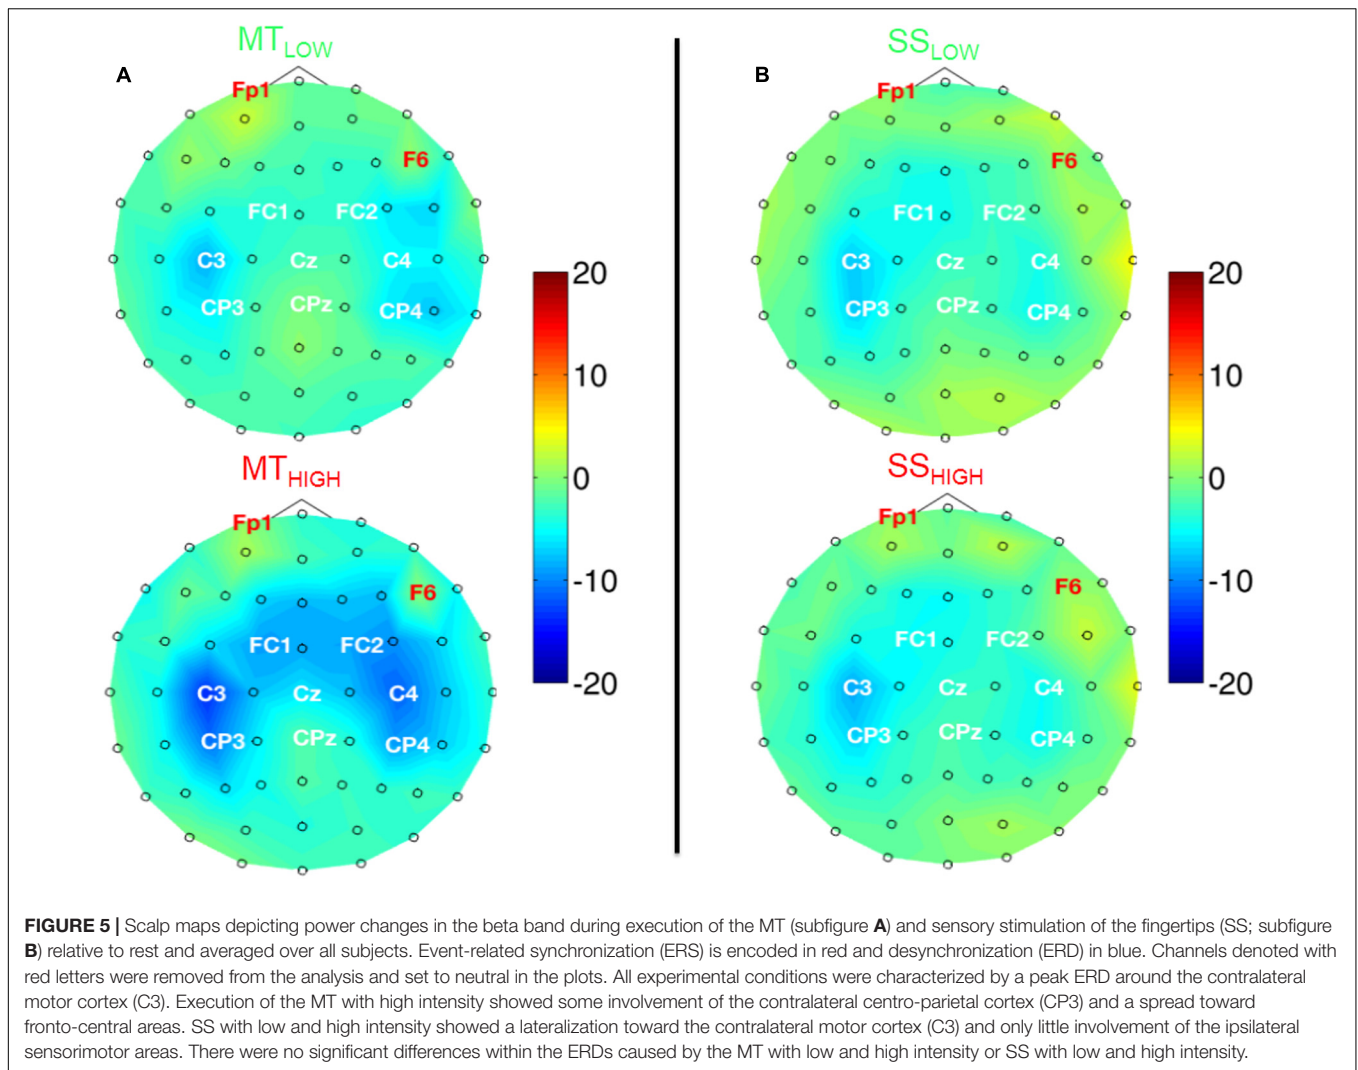 MT_LOW
SS_LOW
A
B
Fp1
Fp1
F6
F6
FC1 FC2
FC1 FC2
C3 Cz C4
C3 Cz C4
CP3 CPz CP4
CP3 CPz CP4
20
10
0
-10
-20
20
10
0
-10
-20
MT_HIGH
SS_HIGH
Fp1
Fp1
F6
F6
FC1 FC2
FC1 FC2
C3 Cz C4
C3 Cz C4
CP3 CPz CP4
CP3 CPz CP4
FIGURE 5 | Scalp maps depicting power changes in the beta band during execution of the MT (subfigure A) and sensory stimulation of the fingertips (SS; subfigure
B) relative to rest and averaged over all subjects. Event-related synchronization (ERS) is encoded in red and desynchronization (ERD) in blue. Channels denoted with
red letters were removed from the analysis and set to neutral in the plots. All experimental conditions were characterized by a peak ERD around the contralateral
motor cortex (C3). Execution of the MT with high intensity showed some involvement of the contralateral centro-parietal cortex (CP3) and a spread toward
fronto-central areas. SS with low and high intensity showed a lateralization toward the contralateral motor cortex (C3) and only little involvement of the ipsilateral
sensorimotor areas. There were no significant differences within the ERDs caused by the MT with low and high intensity or SS with low and high intensity.